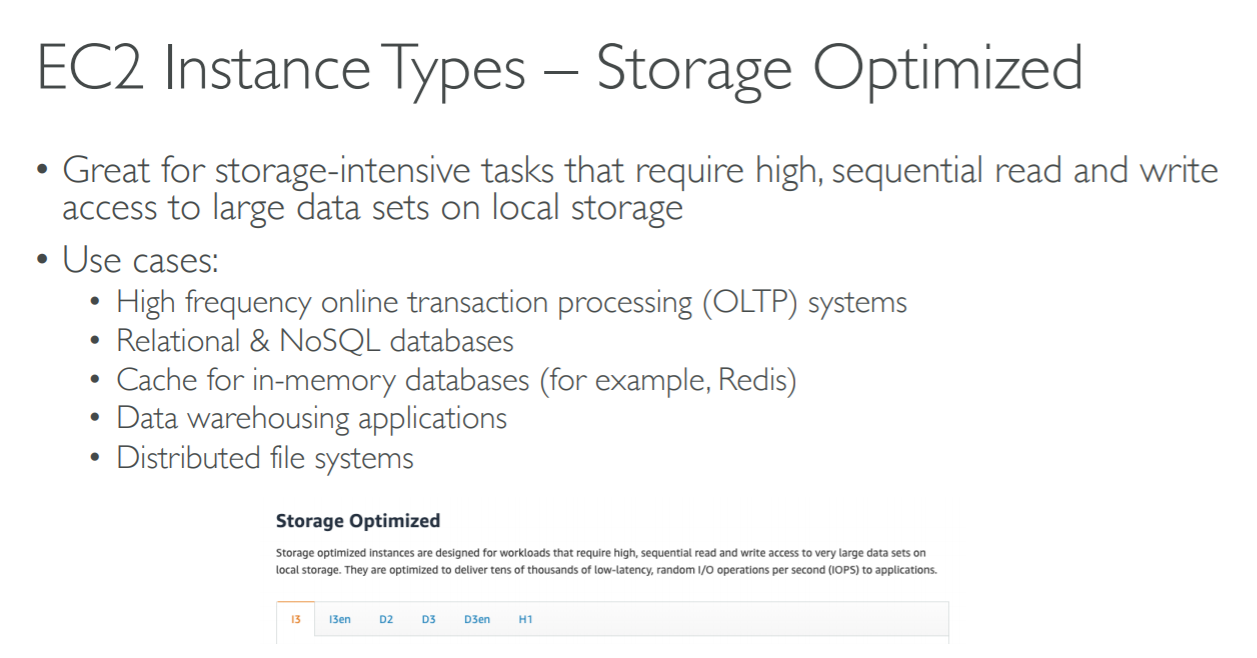 EC2 Instance Types – Storage Optimized
• Great for storage-intensive tasks that require high, sequential read and write
access to large data sets on local storage
• Use cases:
• High frequency online transaction processing (OLTP) systems
• Relational & NoSQL databases
• Cache for in-memory databases (for example, Redis)
• Data warehousing applications
• Distributed file systems
Storage Optimized
Storage optimized instances are designed for workloads that require high, sequential read and write access to very large data sets on
local storage. They are optimized to deliver tens of thousands of low-latency, random I/O operations per second (IOPS) to applications.
I3 I3en D2 D3 D3en H1